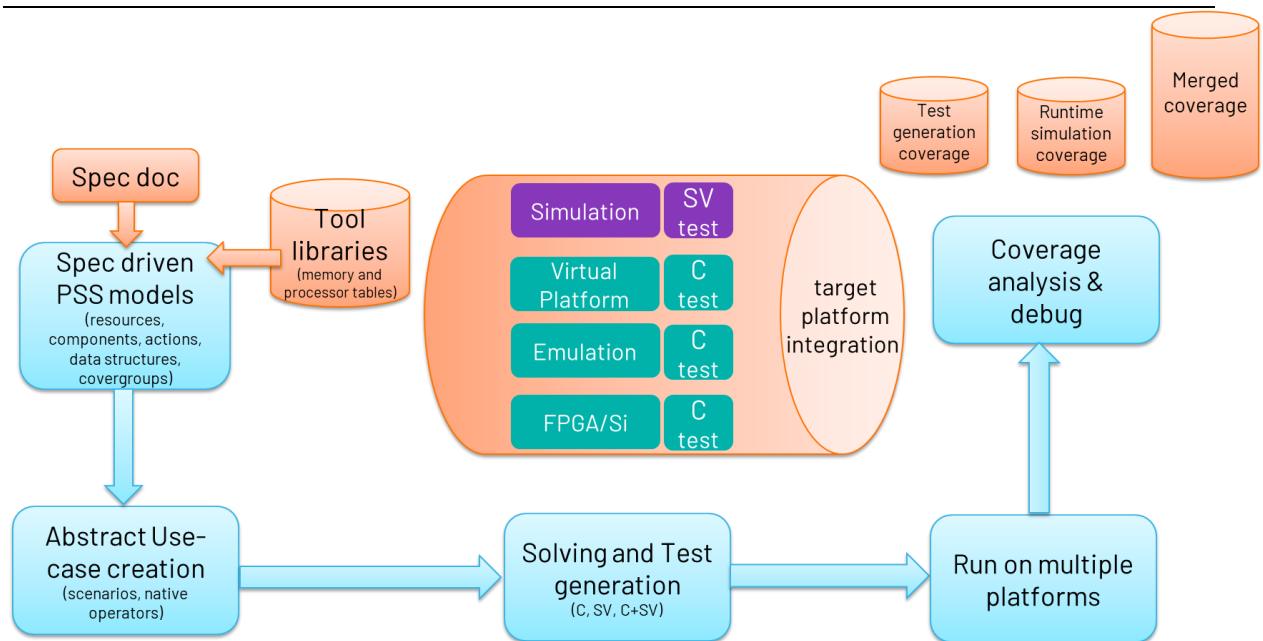 Spec doc
Tool
libraries
(memory and
processor tables)
Spec driven
PSS models
(resources,
components, actions,
data structures,
covergroups)
Abstract Use-
case creation
(scenarios, native
operators)
Simulation
SV
test
Virtual
Platform
C
test
Emulation
C
test
FPGA/Si
C
test
target
platform
integration
Solving and Test
generation
(C, SV, C+SV)
Run on multiple
platforms
Coverage
analysis &
debug
Test
generation
coverage
Runtime
simulation
coverage
Merged
coverage